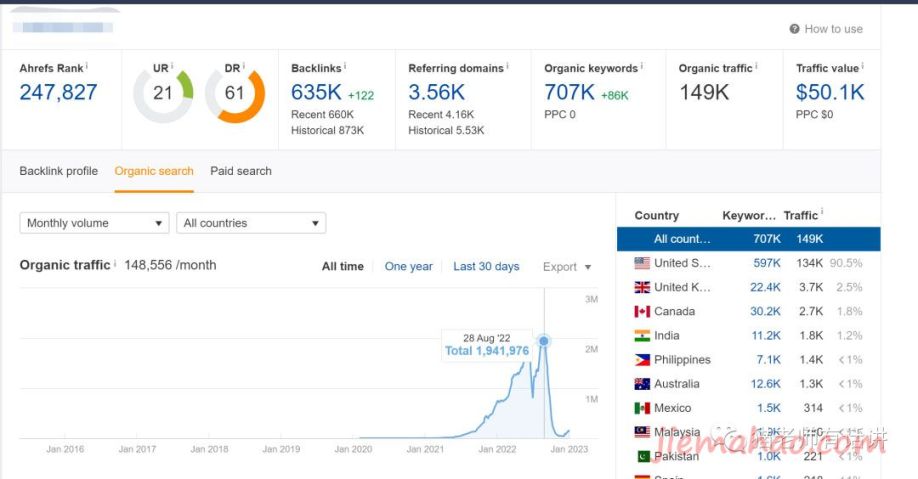 How to use
Ahrefs Rank UR DR Backlinks Referring domains Organic keywords Organic traffic Traffic value
247,827 21 61 635K +122 3.56K 707K +86K 149K $50.1K
Recent 660K Recent 4.16K PPC 0 PPC $0
Historical 873K Historical 5.53K
Backlink profile Organic search Paid search
Monthly volume All countries
Organic traffic 148,556 /month All time One year Last 30 days Export
3M
28 Aug '22
Total 1,941,976
2M
1M
Jan 2016 Jan 2017 Jan 2018 Jan 2019 Jan 2020 Jan 2021 Jan 2022 Jan 2023
Country Keywor... Traffic
All count... 707K 149K
United S... 597K 134K 90.5%
United K... 22.4K 3.7K 2.5%
Canada 30.2K 2.7K 1.8%
India 11.2K 1.8K 1.2%
Philippines 7.1K 1.4K <1%
Australia 12.6K 1.3K <1%
Mexico 1.5K 314 <1%
Malaysia
Pakistan 1.0K 221 <1%
jiemahao.com